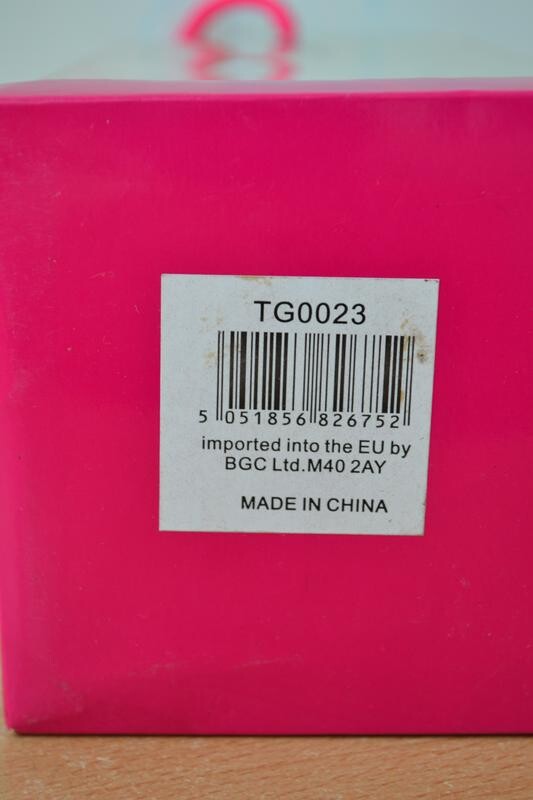 TG0023
5 051856 826752
imported into the EU by
BGC Ltd.M40 2AY
MADE IN CHINA